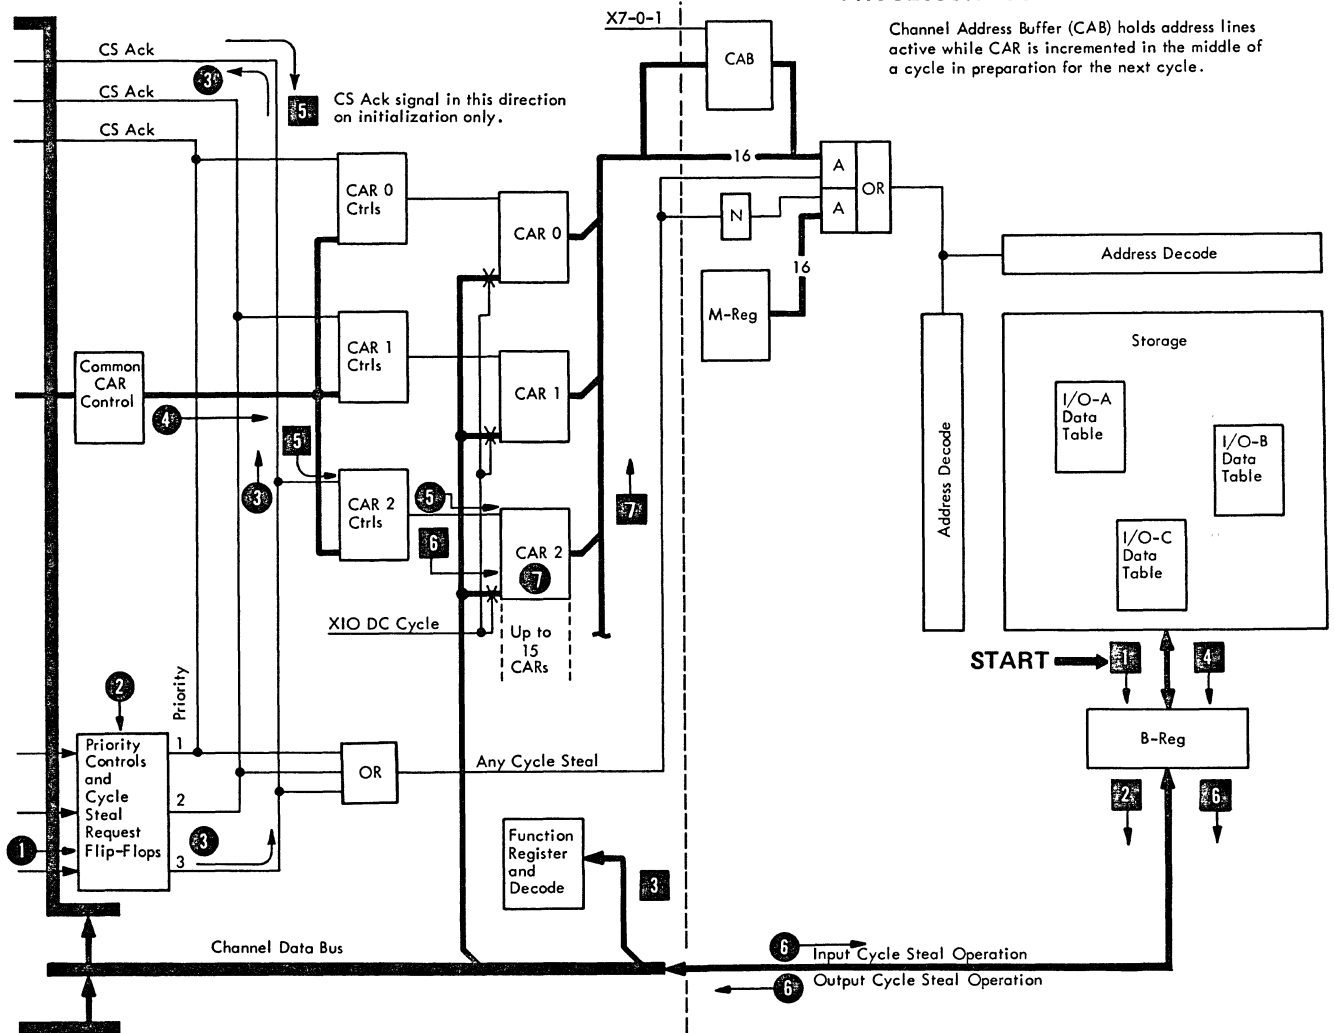 X7-0-1
Channel Address Buffer (CAB) holds address lines
active while CAR is incremented in the middle of
a cycle in preparation for the next cycle.
CS Ack
3
5
CS Ack signal in this direction
on initialization only.
CS Ack
CS Ack
CAB
16
A
A
OR
N
CAR 0
Ctrls
CAR 0
16
M-Reg
Address Decode
Address Decode
Storage
I/O-A
Data
Table
I/O-B
Data
Table
I/O-C
Data
Table
Common
CAR
Control
4
CAR 1
Ctrls
CAR 1
5
3
CAR 2
Ctrls
5
6
CAR 2
7
7
XIO DC Cycle
Up to
15
CARs
START
1
4
B-Reg
2
6
2
Priority
Priority
Controls
and
Cycle
Steal
Request
Flip-Flops
1
2
3
1
3
OR
Any Cycle Steal
Function
Register
and
Decode
3
Channel Data Bus
6
Input Cycle Steal Operation
6
Output Cycle Steal Operation